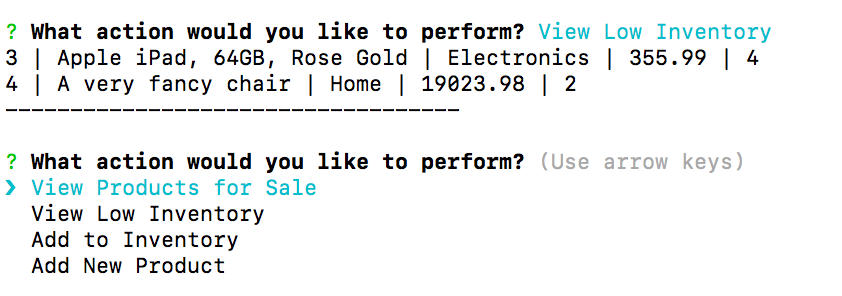 ? What action would you like to perform? View Low Inventory
3 | Apple iPad, 64GB, Rose Gold | Electronics | 355.99 | 4
4 | A very fancy chair | Home | 19023.98 | 2
-----------------------------------
? What action would you like to perform? (Use arrow keys)
❯ View Products for Sale
View Low Inventory
Add to Inventory
Add New Product